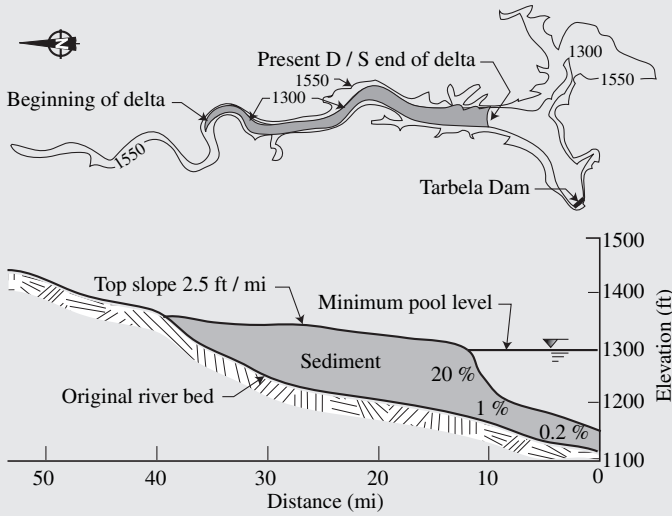 N
Present D / S end of delta
1550
1300
1300
1550
Beginning of delta
1550
Tarbela Dam
1500
Top slope 2.5 ft / mi
Minimum pool level
1400
1300
Sediment
20 %
Original river bed
1 %
1200
0.2 %
1100
Elevation (ft)
50
40
30
20
10
0
Distance (mi)